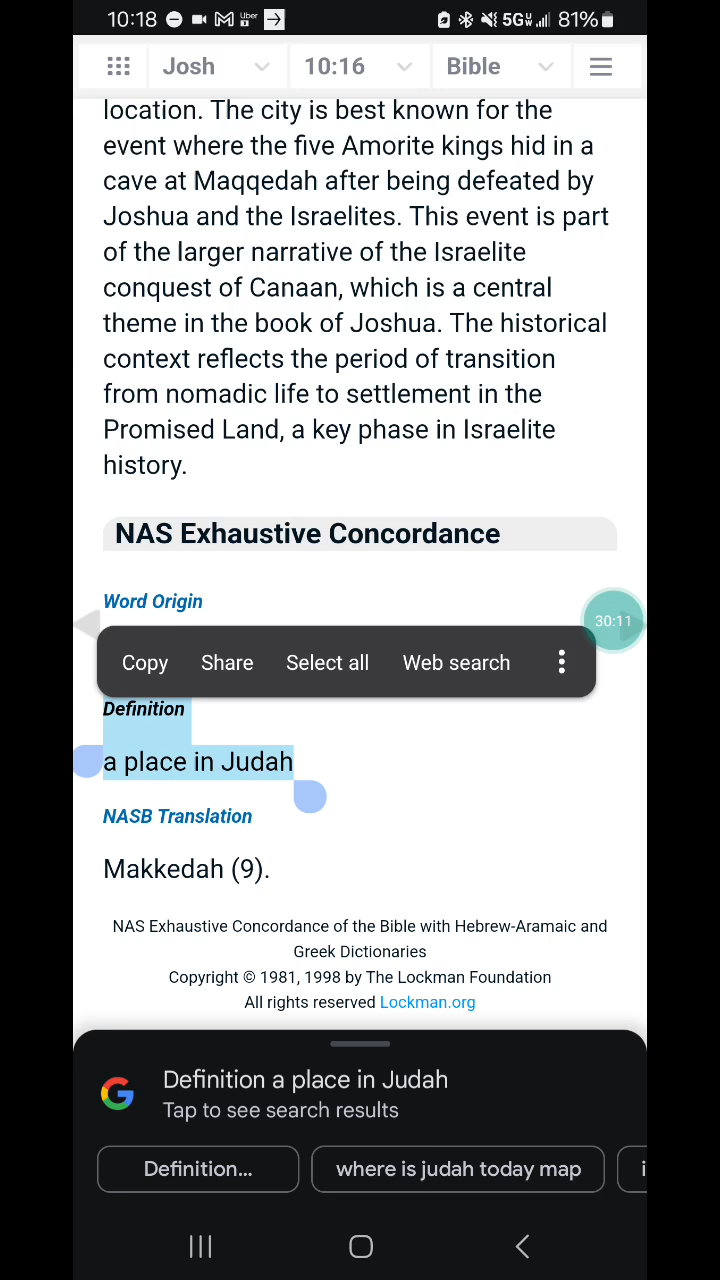 10:18 Uber 5G 81%
Josh 10:16 Bible
location. The city is best known for the
event where the five Amorite kings hid in a
cave at Maqqedah after being defeated by
Joshua and the Israelites. This event is part
of the larger narrative of the Israelite
conquest of Canaan, which is a central
theme in the book of Joshua. The historical
context reflects the period of transition
from nomadic life to settlement in the
Promised Land, a key phase in Israelite
history.
NAS Exhaustive Concordance
Word Origin
30:11
Copy Share Select all Web search
Definition
a place in Judah
NASB Translation
Makkedah (9).
NAS Exhaustive Concordance of the Bible with Hebrew-Aramaic and
Greek Dictionaries
Copyright © 1981, 1998 by The Lockman Foundation
All rights reserved Lockman.org
Definition a place in Judah
Tap to see search results
Definition... where is judah today map i